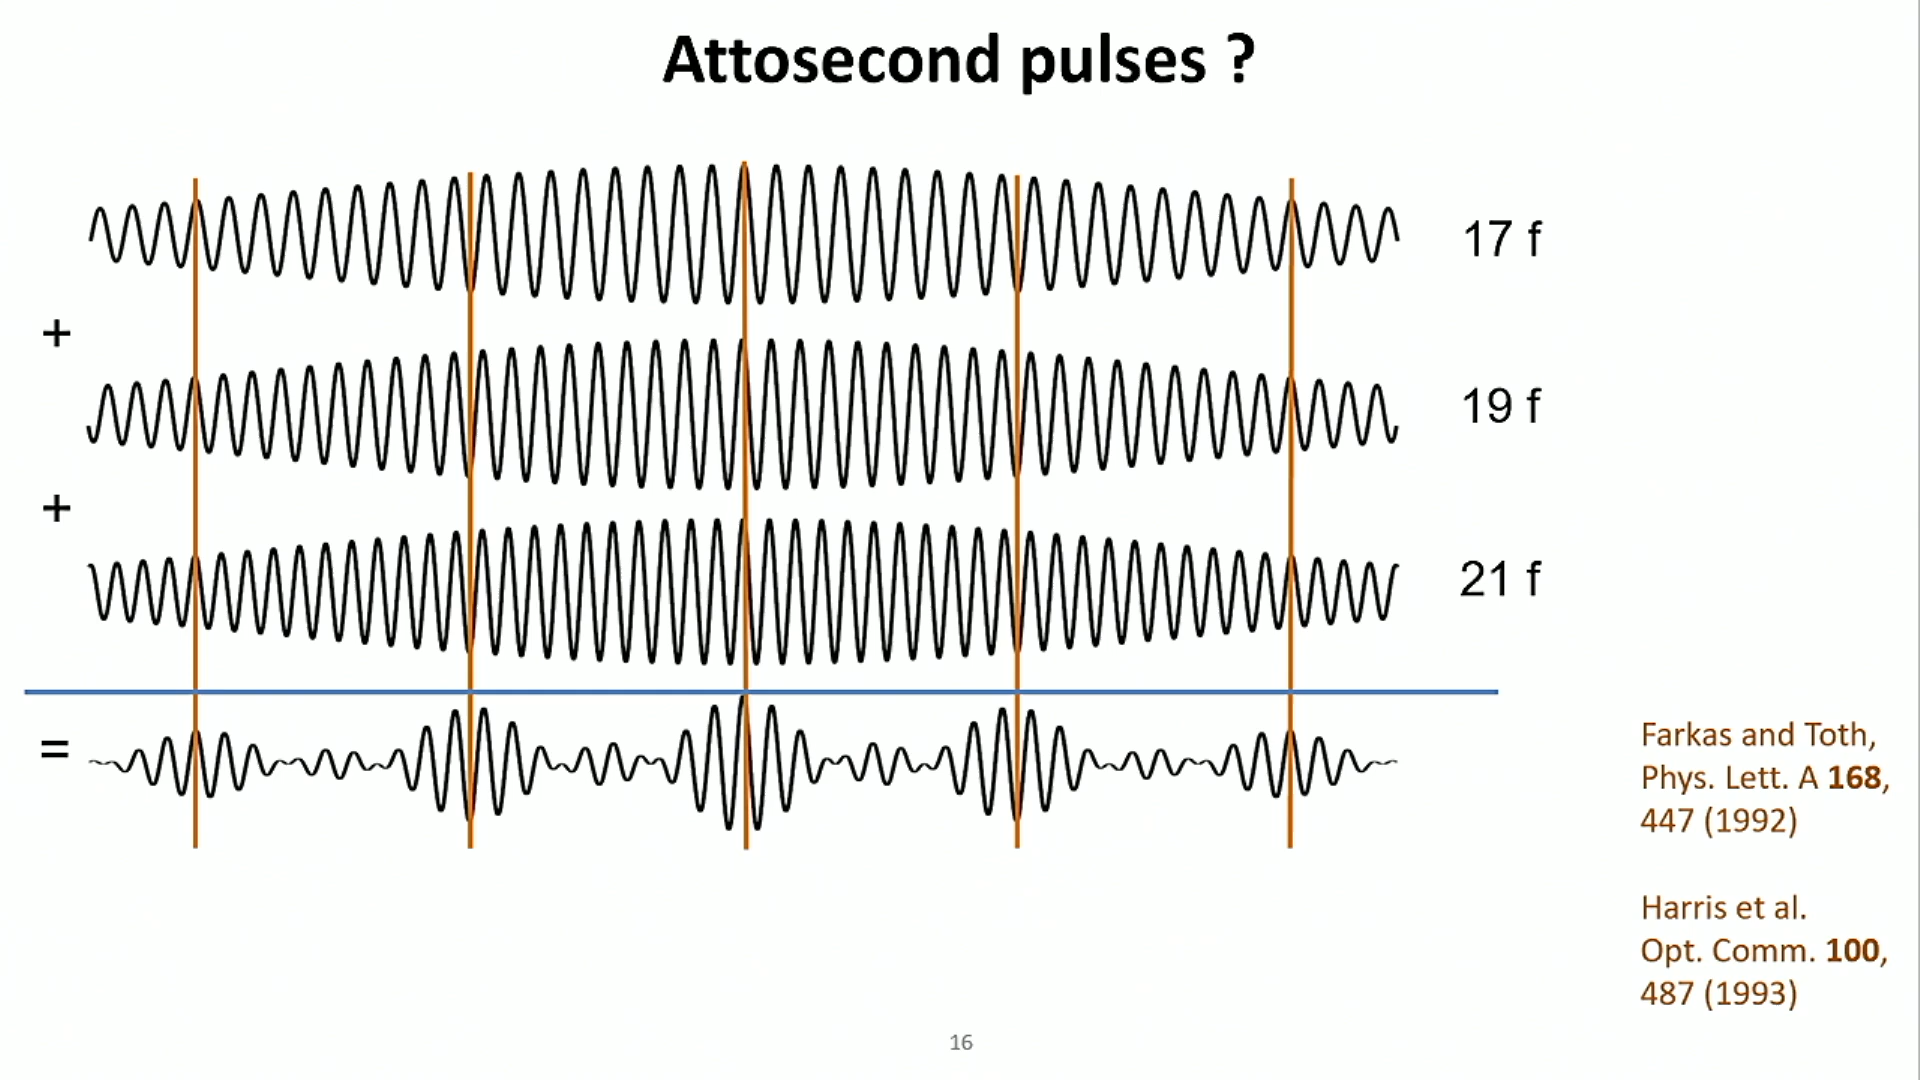 Attosecond pulses ?
17 f
+
19 f
+
21 f
=
Farkas and Toth,
Phys. Lett. A 168,
447 (1992)
Harris et al.
Opt. Comm. 100,
487 (1993)
16